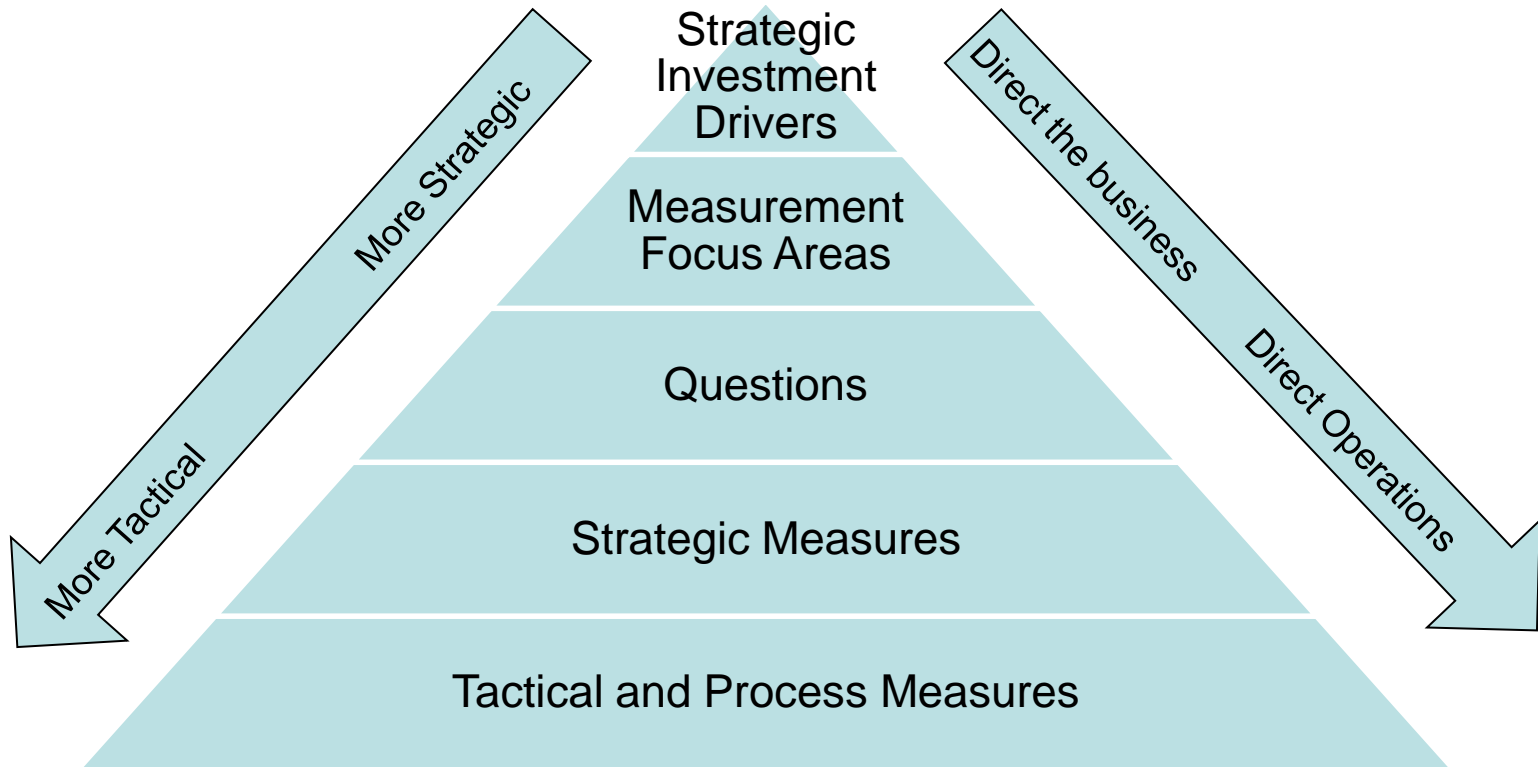 Strategic
Investment
Drivers
Measurement
Focus Areas
Questions
Strategic Measures
Tactical and Process Measures
More Strategic
More Tactical
Direct the business
Direct Operations